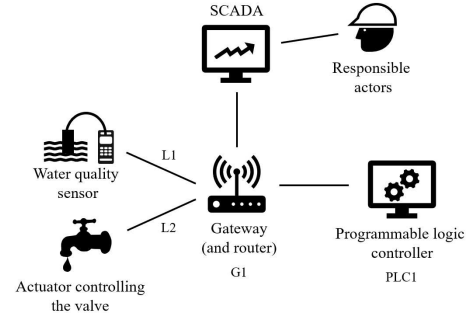 SCADA
Responsible
actors
L1
Water quality
sensor
L2
Gateway
(and router)
G1
Programmable logic
controller
PLC1
Actuator controlling
the valve